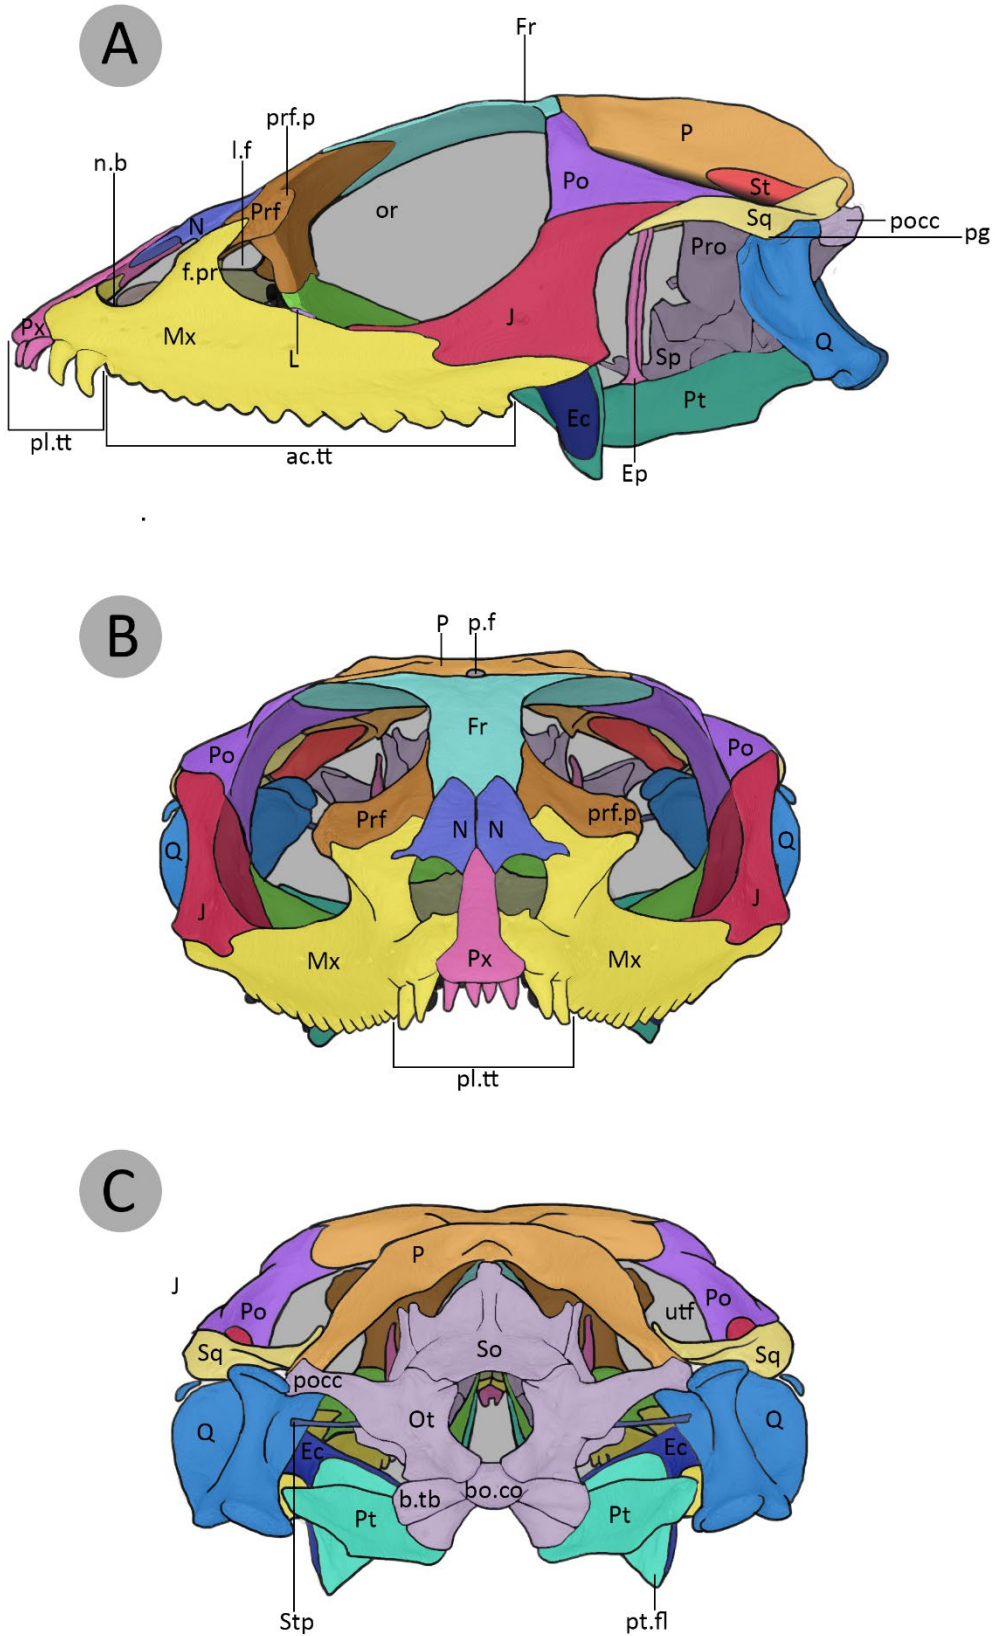 A
Fr
prf.p
l.f
n.b
P
St
Po
N
Prf
or
Sq
pocc
pg
Pro
f.pr
Px
Mx
L
J
Sp
Q
Ec
Pt
pl.tt
ac.tt
Ep
B
P p.f
Fr
Po Po
Prf N N prf.p
Q Q
J J
Mx Px Mx
pl.tt
C
P
J
Po utf Po
Sq So Sq
pocc
Q Ot Q
Ec Ec
b.tb bo.co
Pt Pt
Stp pt.fl